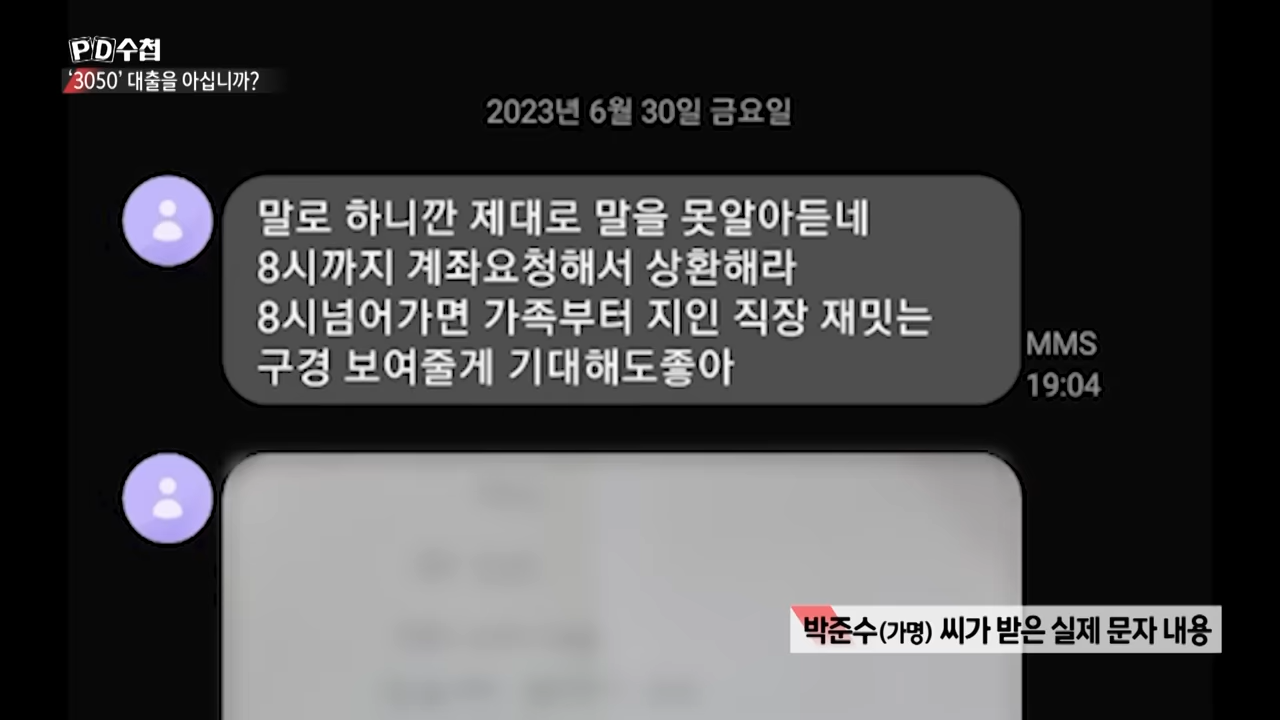 PD수첩
'3050' 대출을 아십니까?
2023년 6월 30일 금요일
말로 하니깐 제대로 말을 못알아듣네
8시까지 계좌요청해서 상환해라
8시넘어가면 가족부터 지인 직장 재밋는
구경 보여줄게 기대해도좋아
MMS
19:04
박준수(가명) 씨가 받은 실제 문자 내용